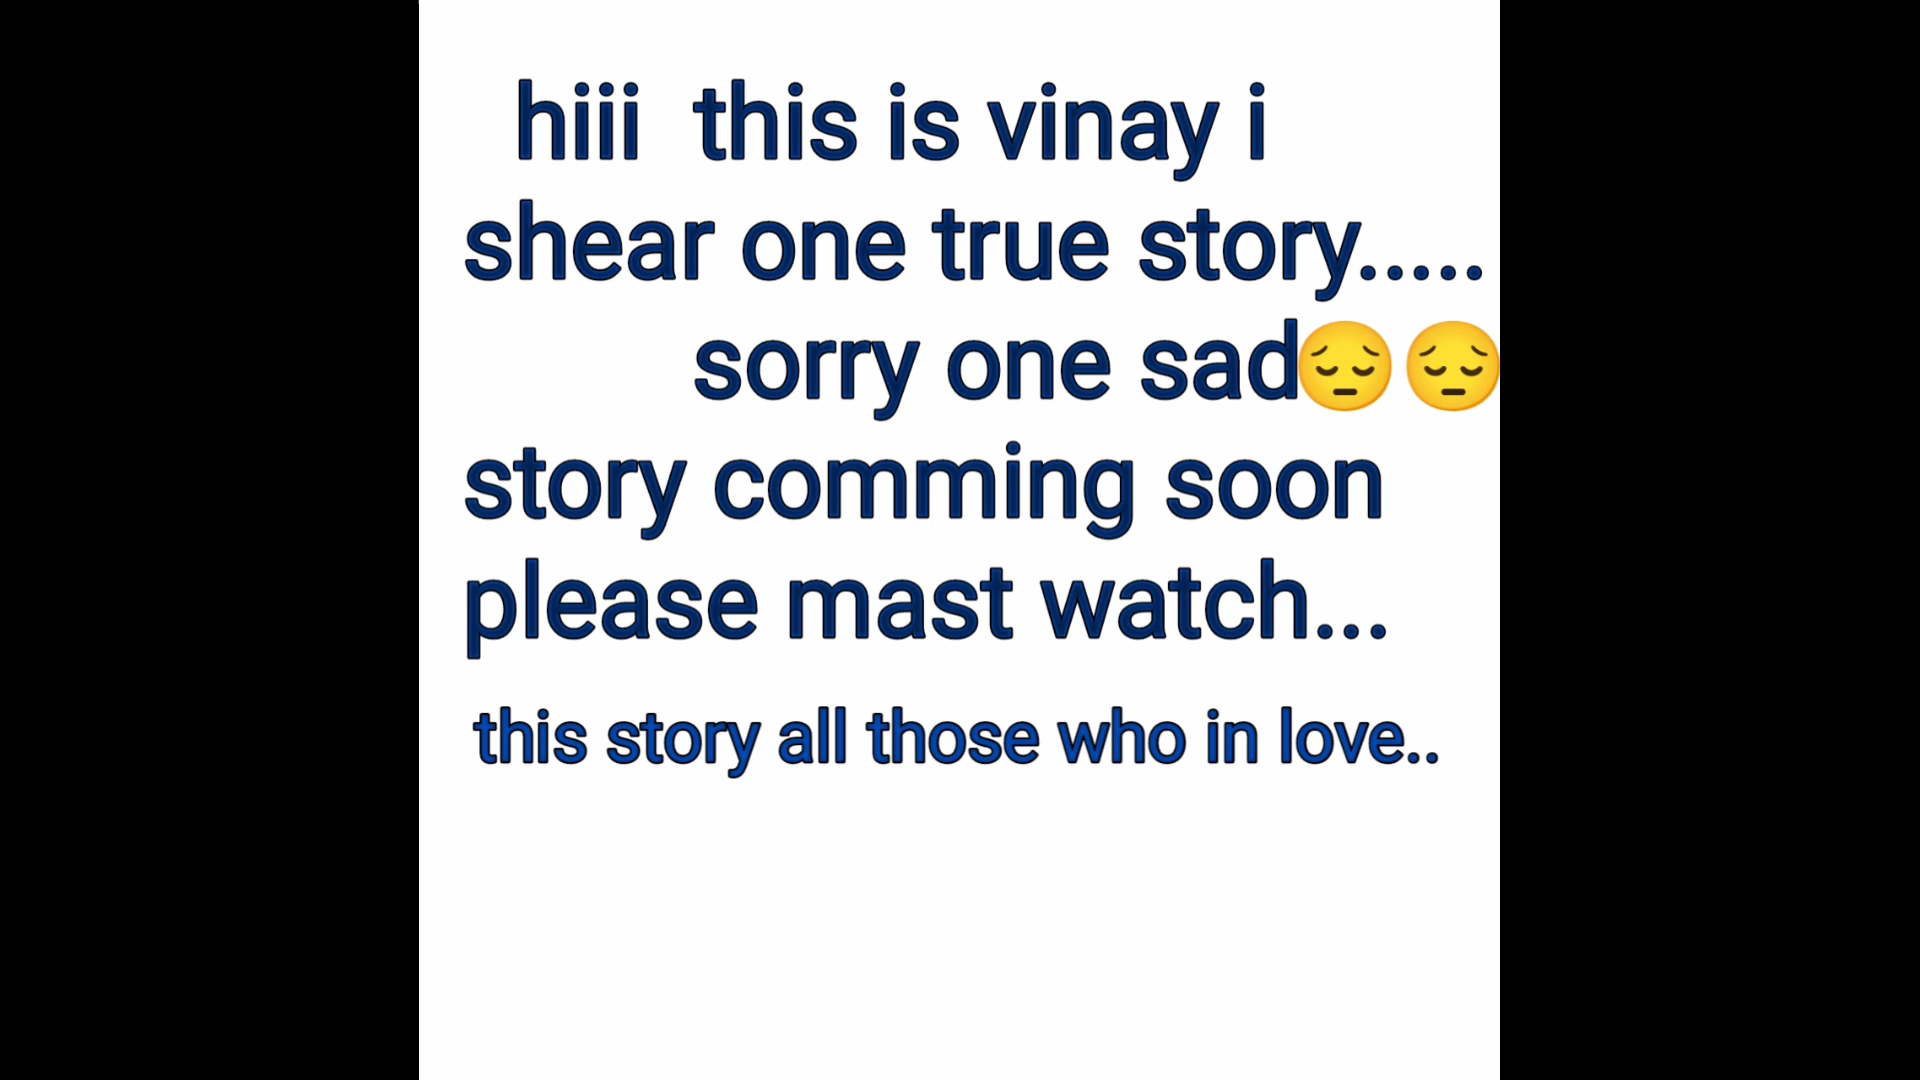 hiii  this is vinay i
shear one true story.....
sorry one sad😔😔
story comming soon
please mast watch...
this story all those who in love..